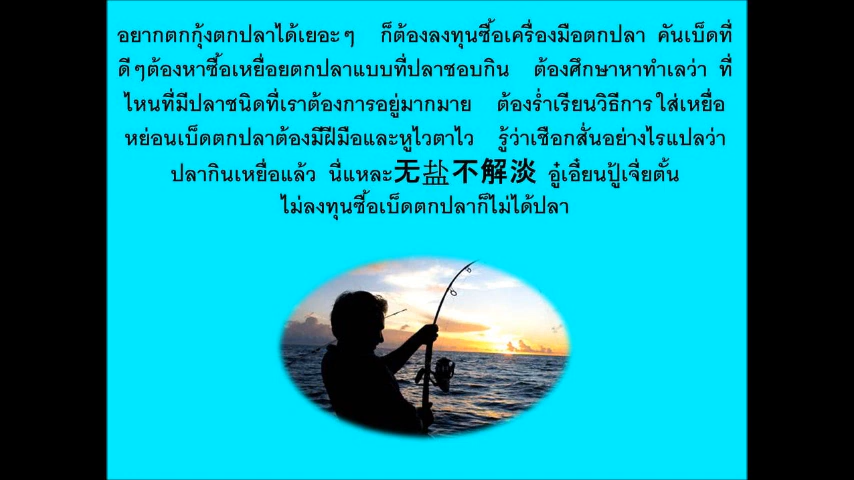 อยากตกกุ้งตกปลาได้เยอะๆ ก็ต้องลงทุนซื้อเครื่องมือตกปลา คันเบ็ดที่
ดีๆต้องหาซื้อเหยื่อยตกปลาแบบที่ปลาชอบกิน ต้องศึกษาหาทำเลว่า ที่
ไหนที่มีปลาชนิดที่เราต้องการอยู่มากมาย ต้องร่ำเรียนวิธีการ ใส่เหยื่อ
หย่อนเบ็ดตกปลาต้องมีฝีมือและหูไวตาไว รู้ว่าเชือกสั่นอย่างไรแปลว่า
ปลากินเหยื่อแล้ว นี่แหละ无盐不解淡 อู๋เอี๋ยนปู้เจี่ยตั้น
ไม่ลงทุนซื้อเบ็ดตกปลาก็ไม่ได้ปลา